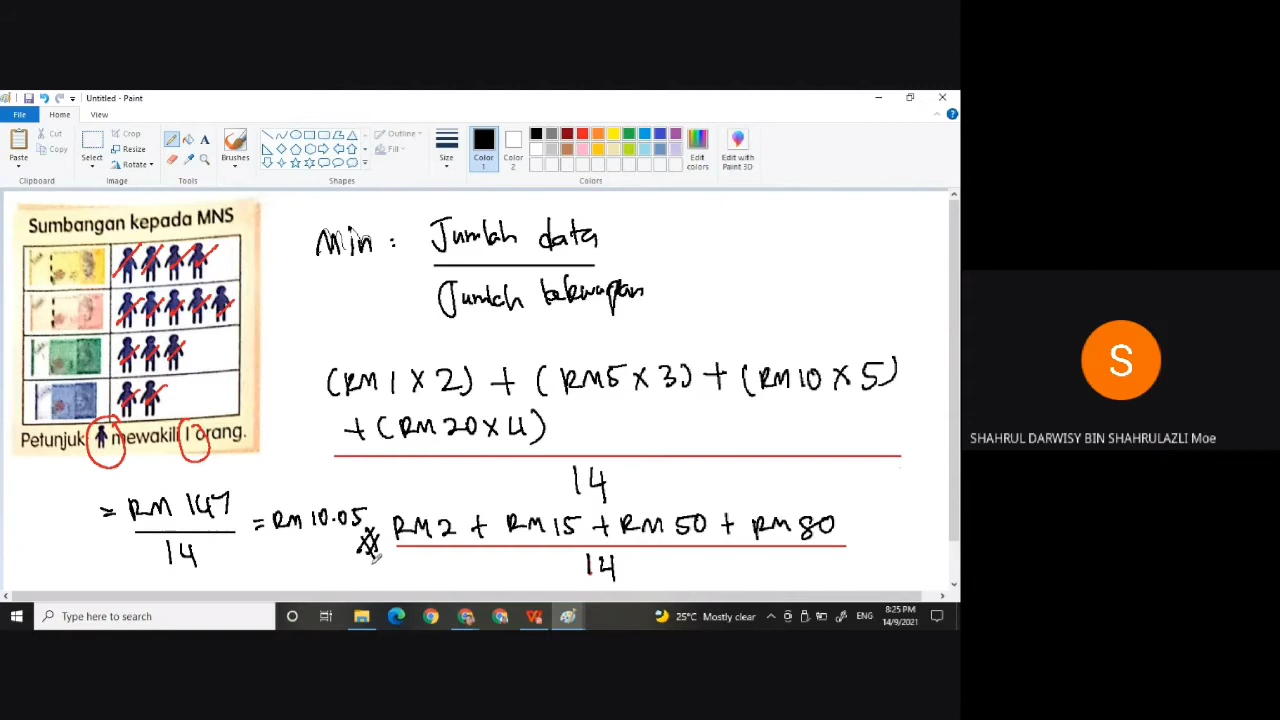 Untitled - Paint
File Home View
Paste Cut Copy Select Crop Resize Rotate Brushes Outline Fill Size Color 1 Color 2 Edit colors Edit with Paint 3D
Clipboard Image Tools Shapes Colors
Sumbangan kepada MNS
Petunjuk mewakili 1 orang.
Min : Jumlah data
Jumlah
(RM 1 × 2) + (RM5 × 3) + (RM 10 × 5)
+ (RM 20 × 4)
14
RM 2 + RM 15 + RM 50 + RM 80
14
= RM 147 = RM 10.05
14
S
SHAHRUL DARWISY BIN SHAHRULAZLI Moe
Type here to search
25°C Mostly clear ENG 8:25 PM
14/9/2021